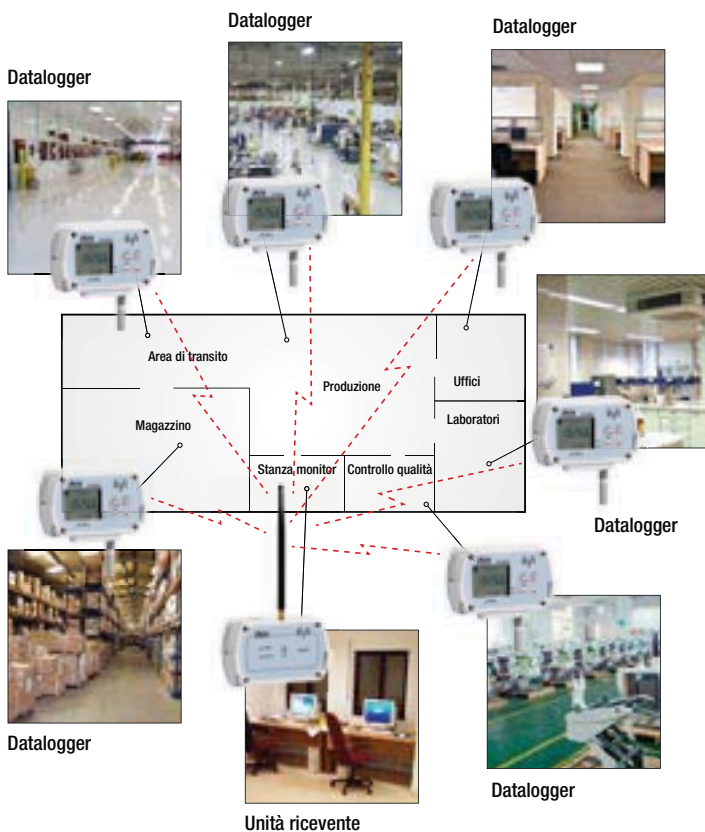 Datalogger
Datalogger
Datalogger
Area di transito
Produzione
Uffici
Magazzino
Laboratori
Stanza monitor
Controllo qualità
Datalogger
Datalogger
Datalogger
Unità ricevente